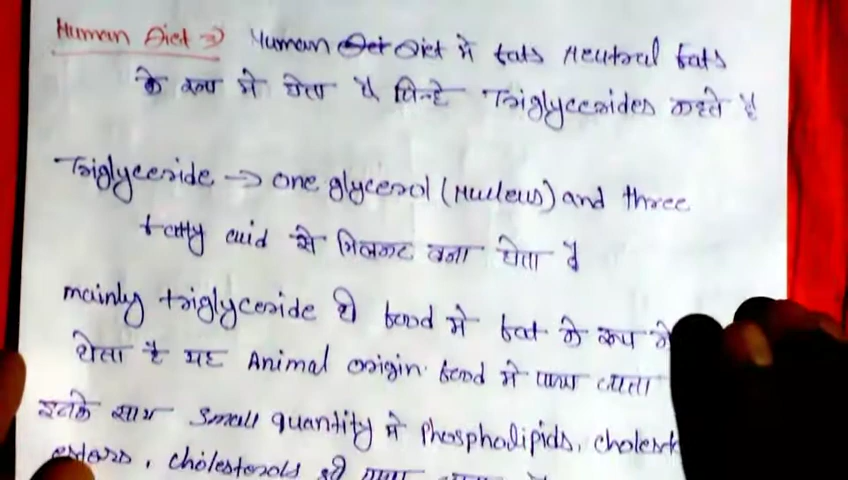 Human Diet ⇒ Human Diet में fats Neutral fats
के रूप में होता है जिन्हे Triglycerides कहते है
Triglyceride → one glycerol (Nucleus) and three
fatty acid से मिलकर बना होता है
mainly triglyceride ही food में fat के रूप में
होता है यह Animal origin food में पाया जाता
इनके साथ small quantity में Phospholipids, cholest
esters, cholesterols भी पाया